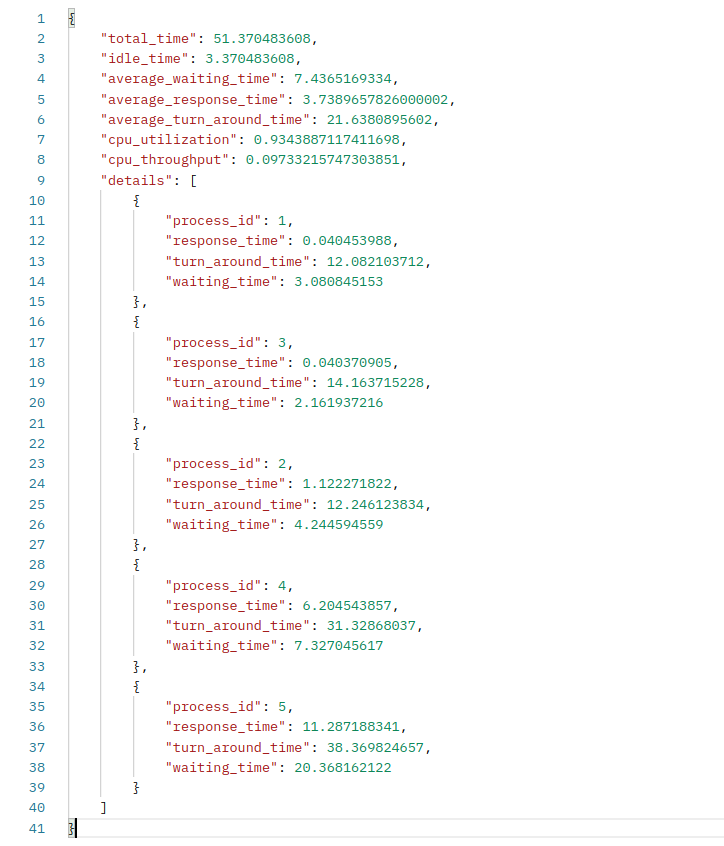 1 {
2     "total_time": 51.370483608,
3     "idle_time": 3.370483608,
4     "average_waiting_time": 7.4365169334,
5     "average_response_time": 3.7389657826000002,
6     "average_turn_around_time": 21.6380895602,
7     "cpu_utilization": 0.9343887117411698,
8     "cpu_throughput": 0.09733215747303851,
9     "details": [
10         {
11             "process_id": 1,
12             "response_time": 0.040453988,
13             "turn_around_time": 12.082103712,
14             "waiting_time": 3.080845153
15         },
16         {
17             "process_id": 3,
18             "response_time": 0.040370905,
19             "turn_around_time": 14.163715228,
20             "waiting_time": 2.161937216
21         },
22         {
23             "process_id": 2,
24             "response_time": 1.122271822,
25             "turn_around_time": 12.246123834,
26             "waiting_time": 4.244594559
27         },
28         {
29             "process_id": 4,
30             "response_time": 6.204543857,
31             "turn_around_time": 31.32868037,
32             "waiting_time": 7.327045617
33         },
34         {
35             "process_id": 5,
36             "response_time": 11.287188341,
37             "turn_around_time": 38.369824657,
38             "waiting_time": 20.368162122
39         }
40     ]
41 }